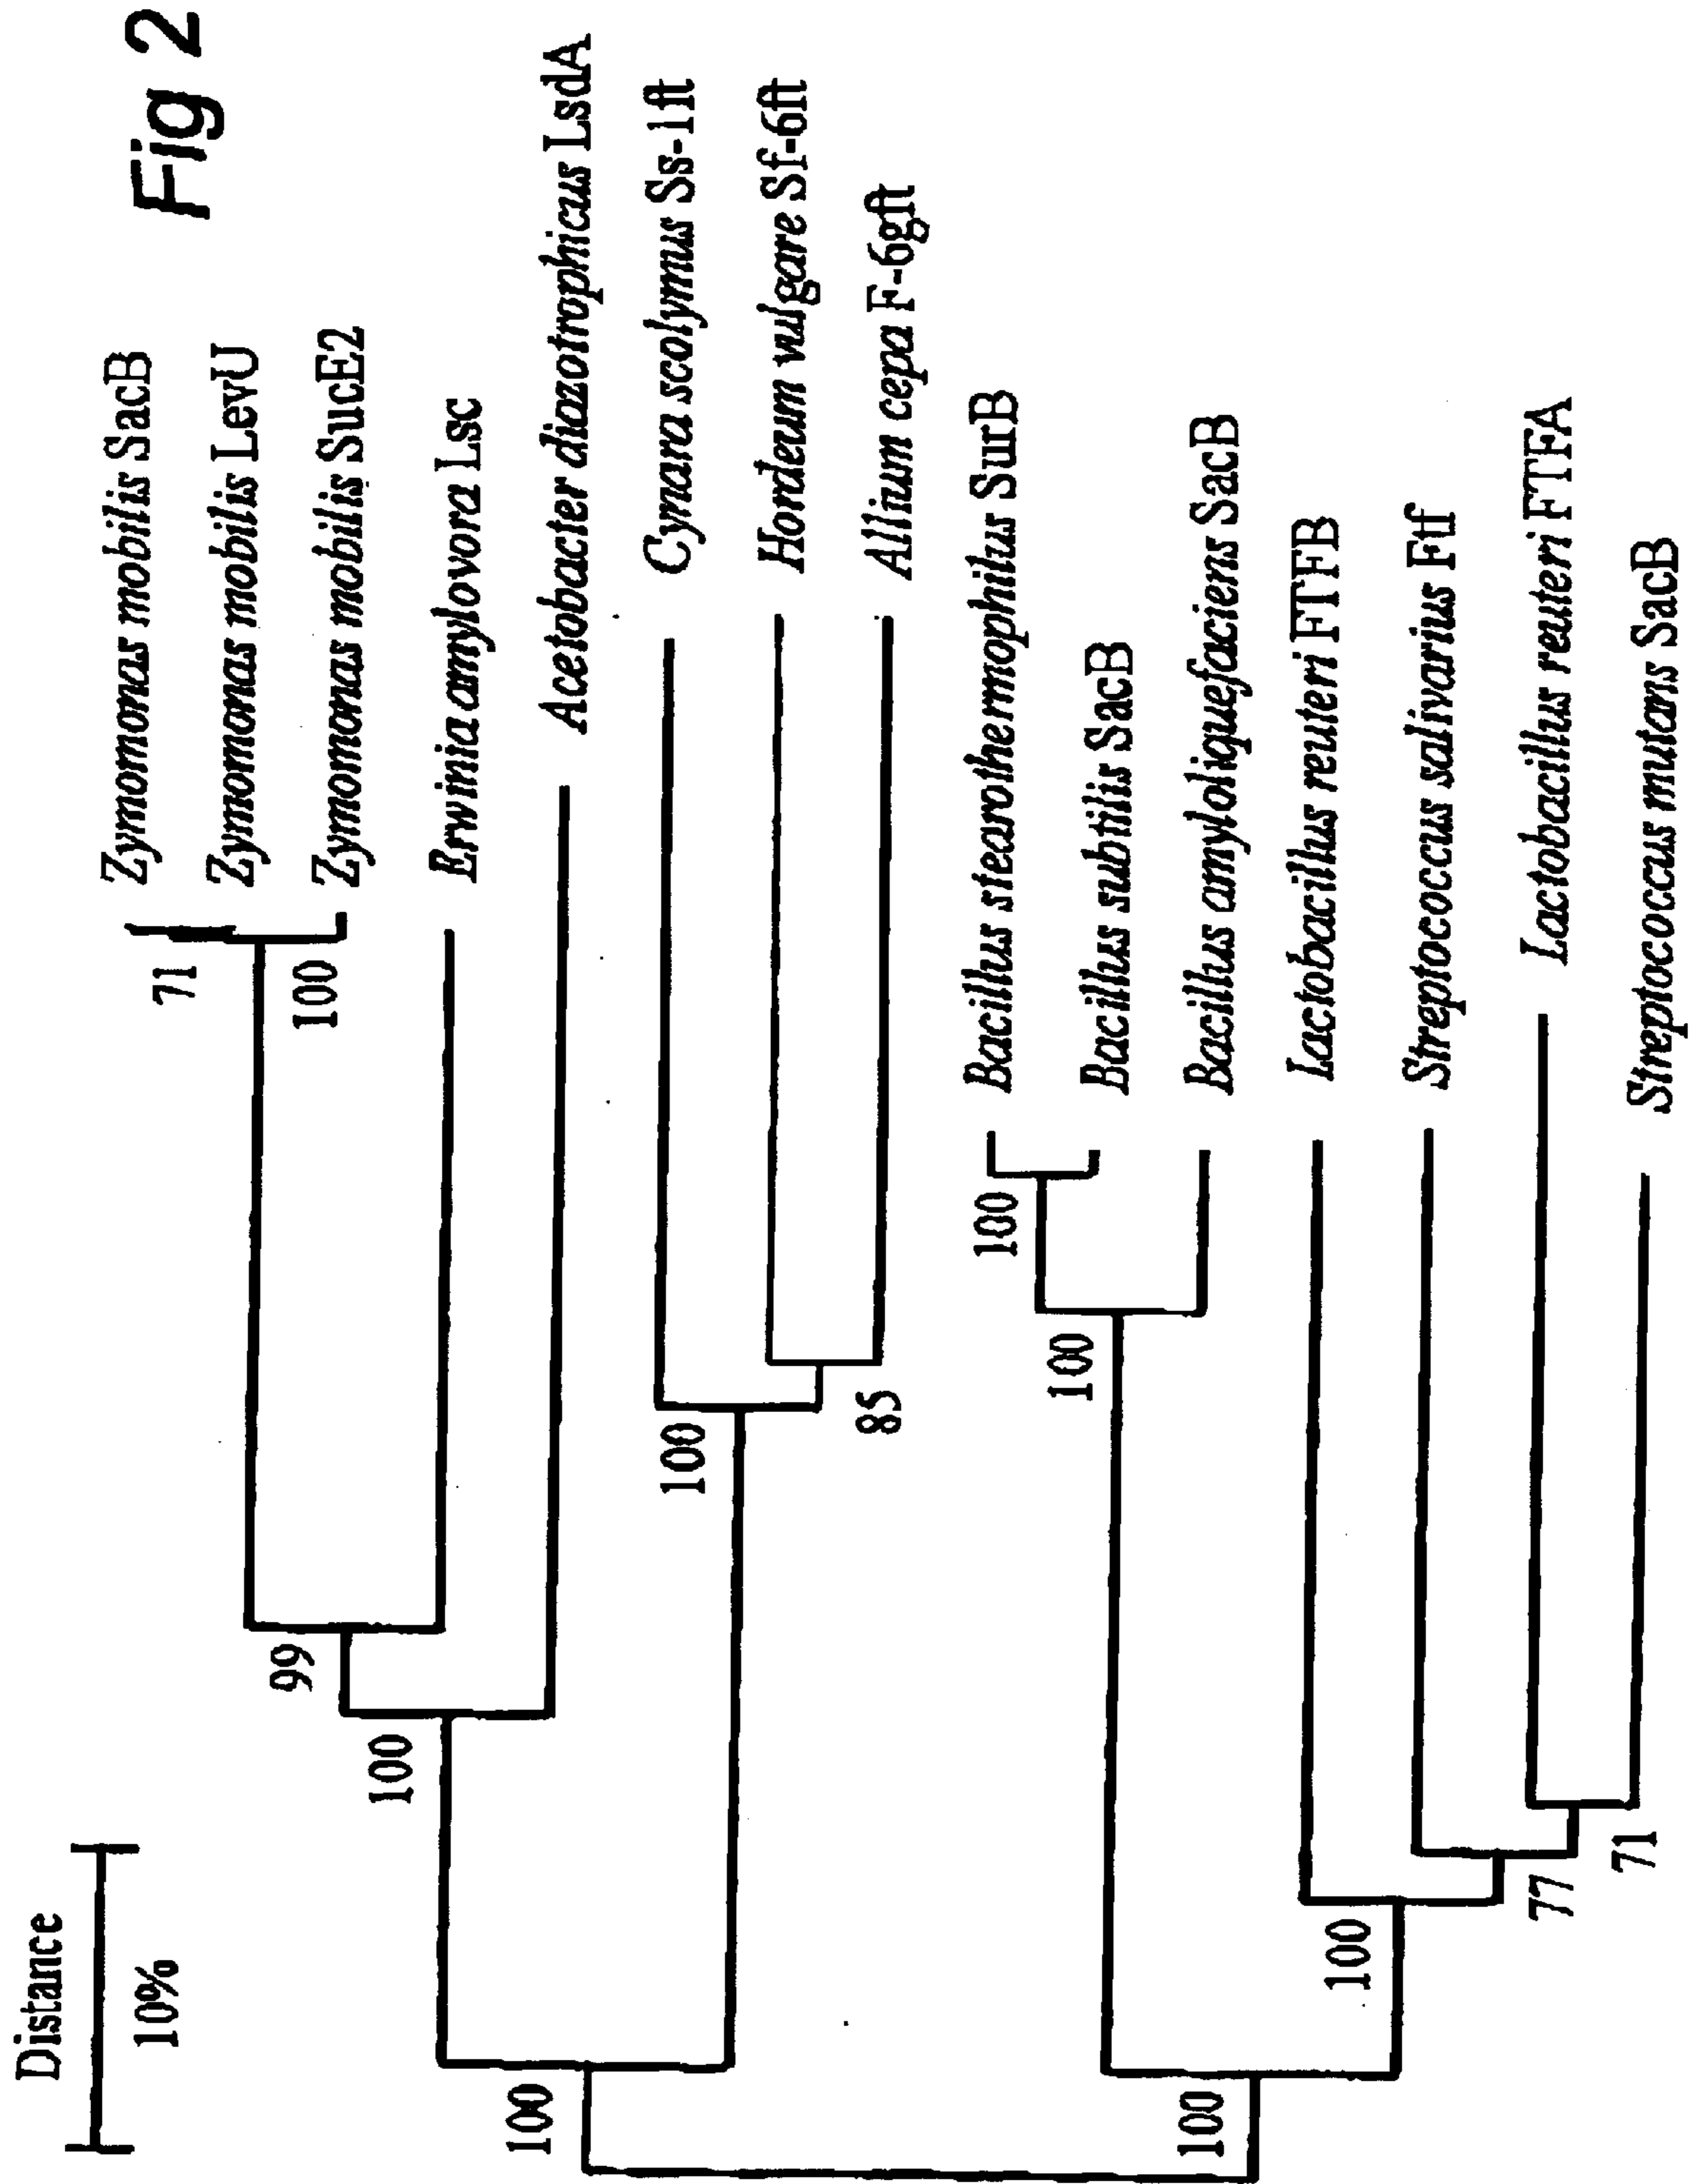 Fig 2
Distance
10%
Zymomonas mobilis SacB
Zymomonas mobilis LevU
Zymomonas mobilis SucE2
Erwinia amylovora Lsc
Acetobacter diazotrophicus LsdA
Cynara scolymus Ss-1ft
Hordeum vulgare Sf-6ft
Allium cepa F-6gft
Bacillus stearothermophilus SurB
Bacillus subtilis SacB
Bacillus amyloliquefaciens SacB
Lactobacillus reuteri FTFB
Streptococcus salivarius Ftf
Lactobacillus reuteri FTFA
Streptococcus mutans SacB
71
100
99
100
100
85
100
100
100
100
100
77
71